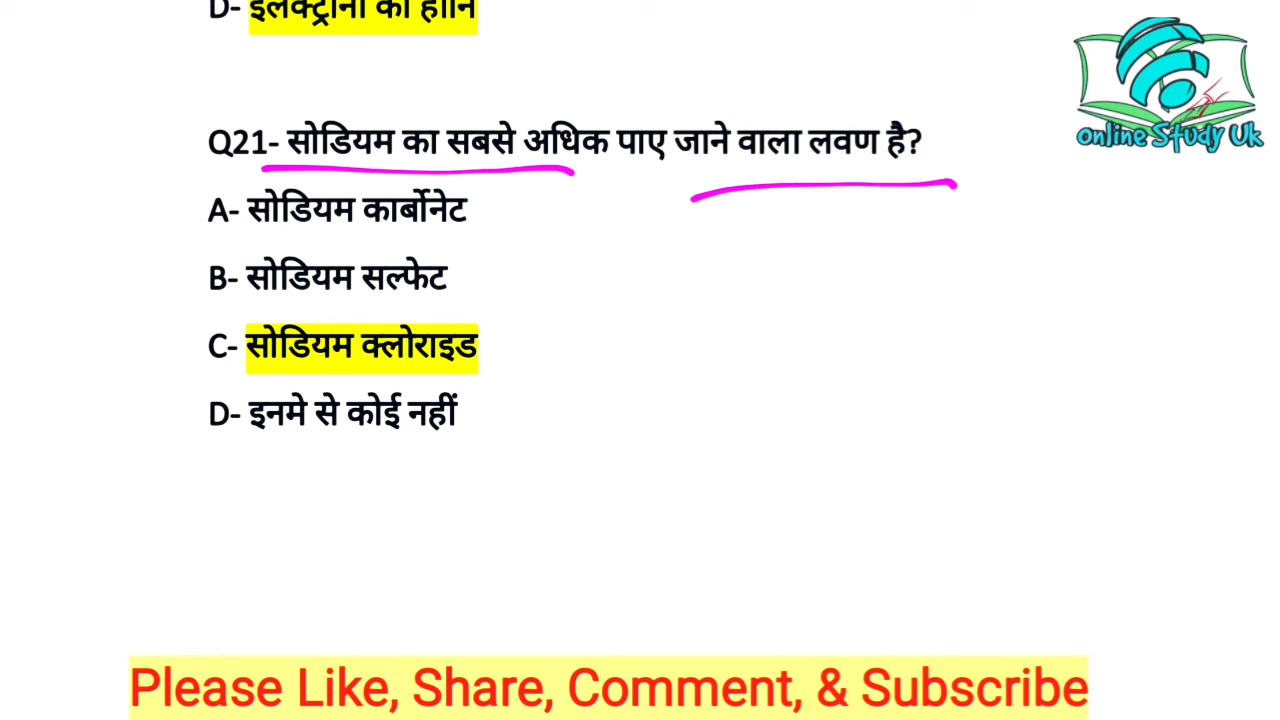 D- इलेक्ट्रॉनों की हानि
Online Study Uk
Q21- सोडियम का सबसे अधिक पाए जाने वाला लवण है?
A- सोडियम कार्बोनेट
B- सोडियम सल्फेट
C- सोडियम क्लोराइड
D- इनमे से कोई नहीं
Please Like, Share, Comment, & Subscribe